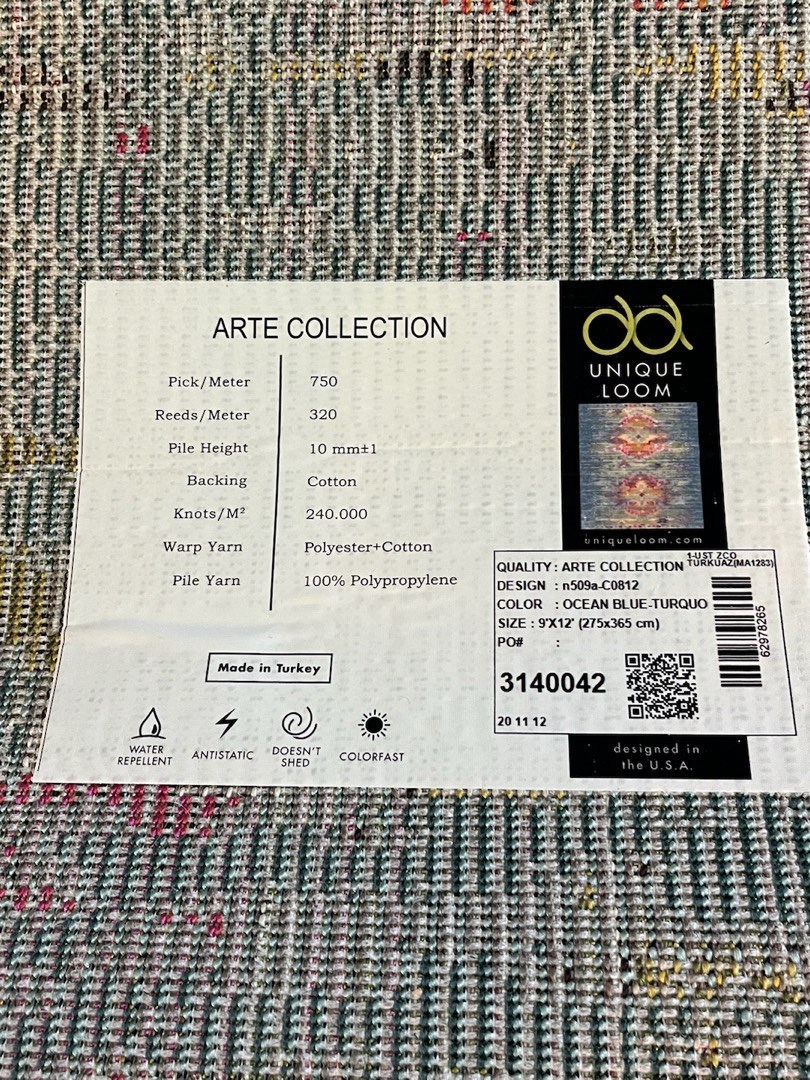 ARTE COLLECTION
Pick/Meter 750
Reeds/Meter 320
Pile Height 10 mm±1
Backing Cotton
Knots/M² 240.000
Warp Yarn Polyester+Cotton
Pile Yarn 100% Polypropylene
Made in Turkey
WATER
REPELLENT
ANTISTATIC
DOESN'T
SHED
COLORFAST
UNIQUE
LOOM
uniqueloom.com
1-UST ZCO
TURKUAZ(MA1283)
QUALITY : ARTE COLLECTION
DESIGN : n509a-C0812
COLOR : OCEAN BLUE-TURQUO
SIZE : 9'X12' (275x365 cm)
PO# :
3140042
20 11 12
62978265
designed in
the U.S.A.